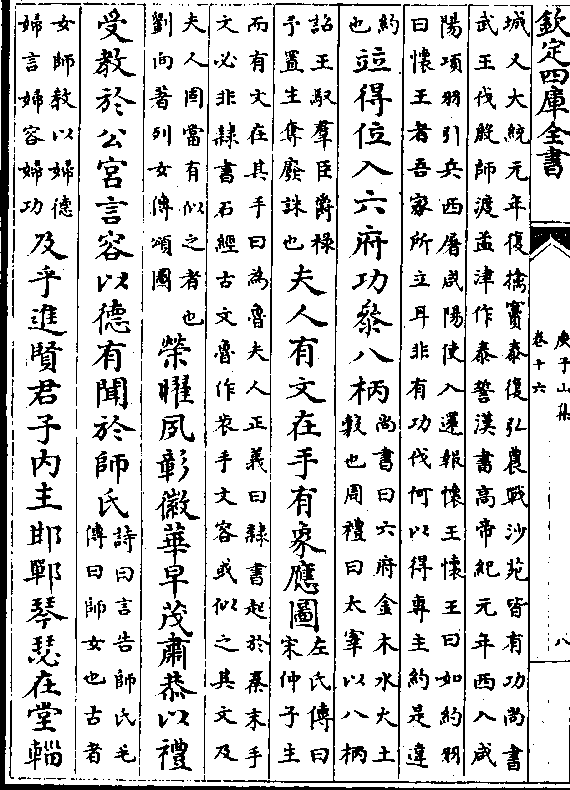 欽定四庫全書
庾子山集
卷十六
八
城又大統元年復擒竇泰復弘農戰沙苑皆有功尚書
武王伐殷師渡孟津作泰誓漢書高帝紀元年西入咸
陽項羽引兵西屠咸陽使入還報懷王懷王曰如約羽
曰懷王者吾家所立耳非有功伐何以得專主約是違
約
也
竝得位入六府功參八柄
尚書曰六府金木水火土
穀也周禮曰太宰以八柄
詔王馭羣臣爵祿
予置生奪廢誅也
夫人有文在手有象應圖
左氏傳曰
宋仲子生
而有文在其手曰為魯夫人正義曰隸書起於秦末手
文必非隸書石經古文魯作手文容或似之其文及
夫人固當有似之者也
劉向著列女傳頌圖
榮曜夙彰徽華早茂肅恭以禮
受教於公宮言容以德有聞於師氏
詩曰言告師氏毛
傳曰師女也古者
女師教以婦德
婦言婦容婦功
及乎進賢君子內主邯鄲琴瑟在堂輜